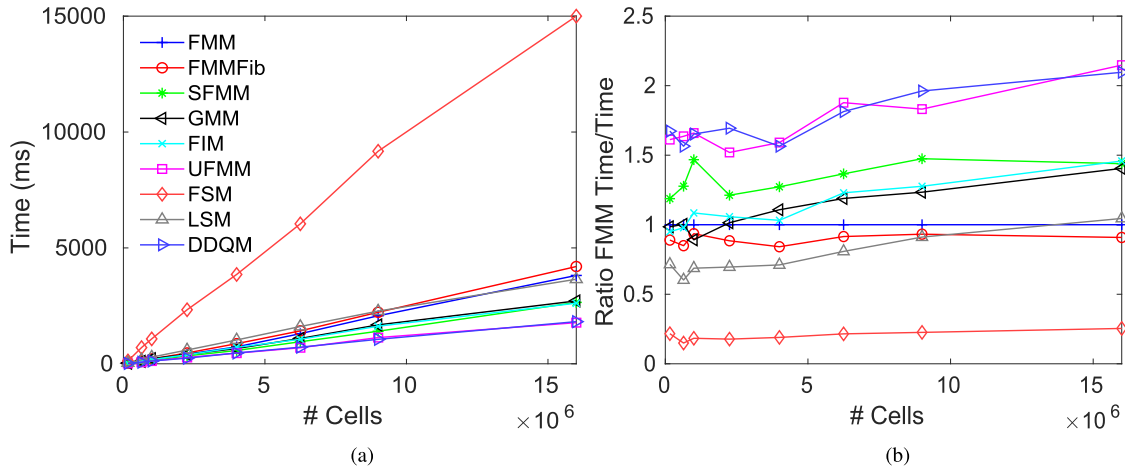 15000
10000
5000
0
Time (ms)
FMM
FMMFib
SFMM
GMM
FIM
UFMM
FSM
LSM
DDQM
0
5
10
15
# Cells
×10^6
(a)
2.5
2
1.5
1
0.5
0
Ratio FMM Time/Time
0
5
10
15
# Cells
×10^6
(b)